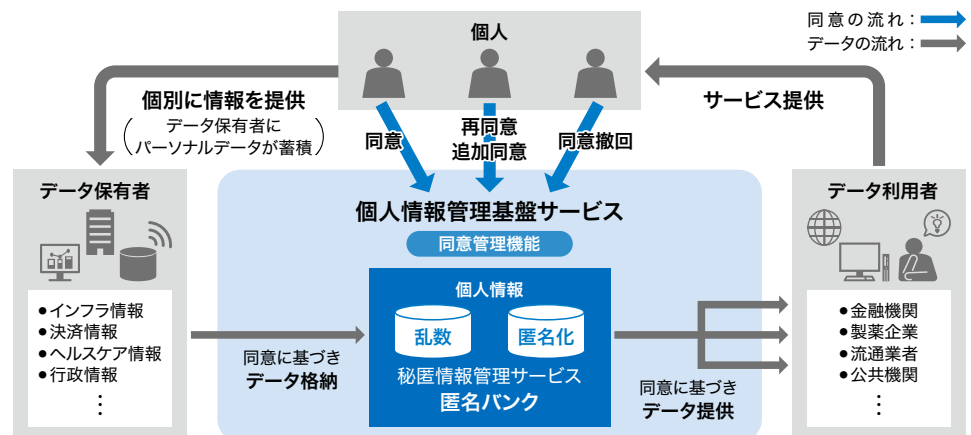 個人
同意の流れ：
データの流れ：
個別に情報を提供
データ保有者に
パーソナルデータが蓄積
同意
再同意
追加同意
同意撤回
サービス提供
データ保有者
●インフラ情報
●決済情報
●ヘルスケア情報
●行政情報
⋮
個人情報管理基盤サービス
同意管理機能
個人情報
乱数
匿名化
秘匿情報管理サービス
匿名バンク
同意に基づき
データ格納
同意に基づき
データ提供
データ利用者
●金融機関
●製薬企業
●流通業者
●公共機関
⋮